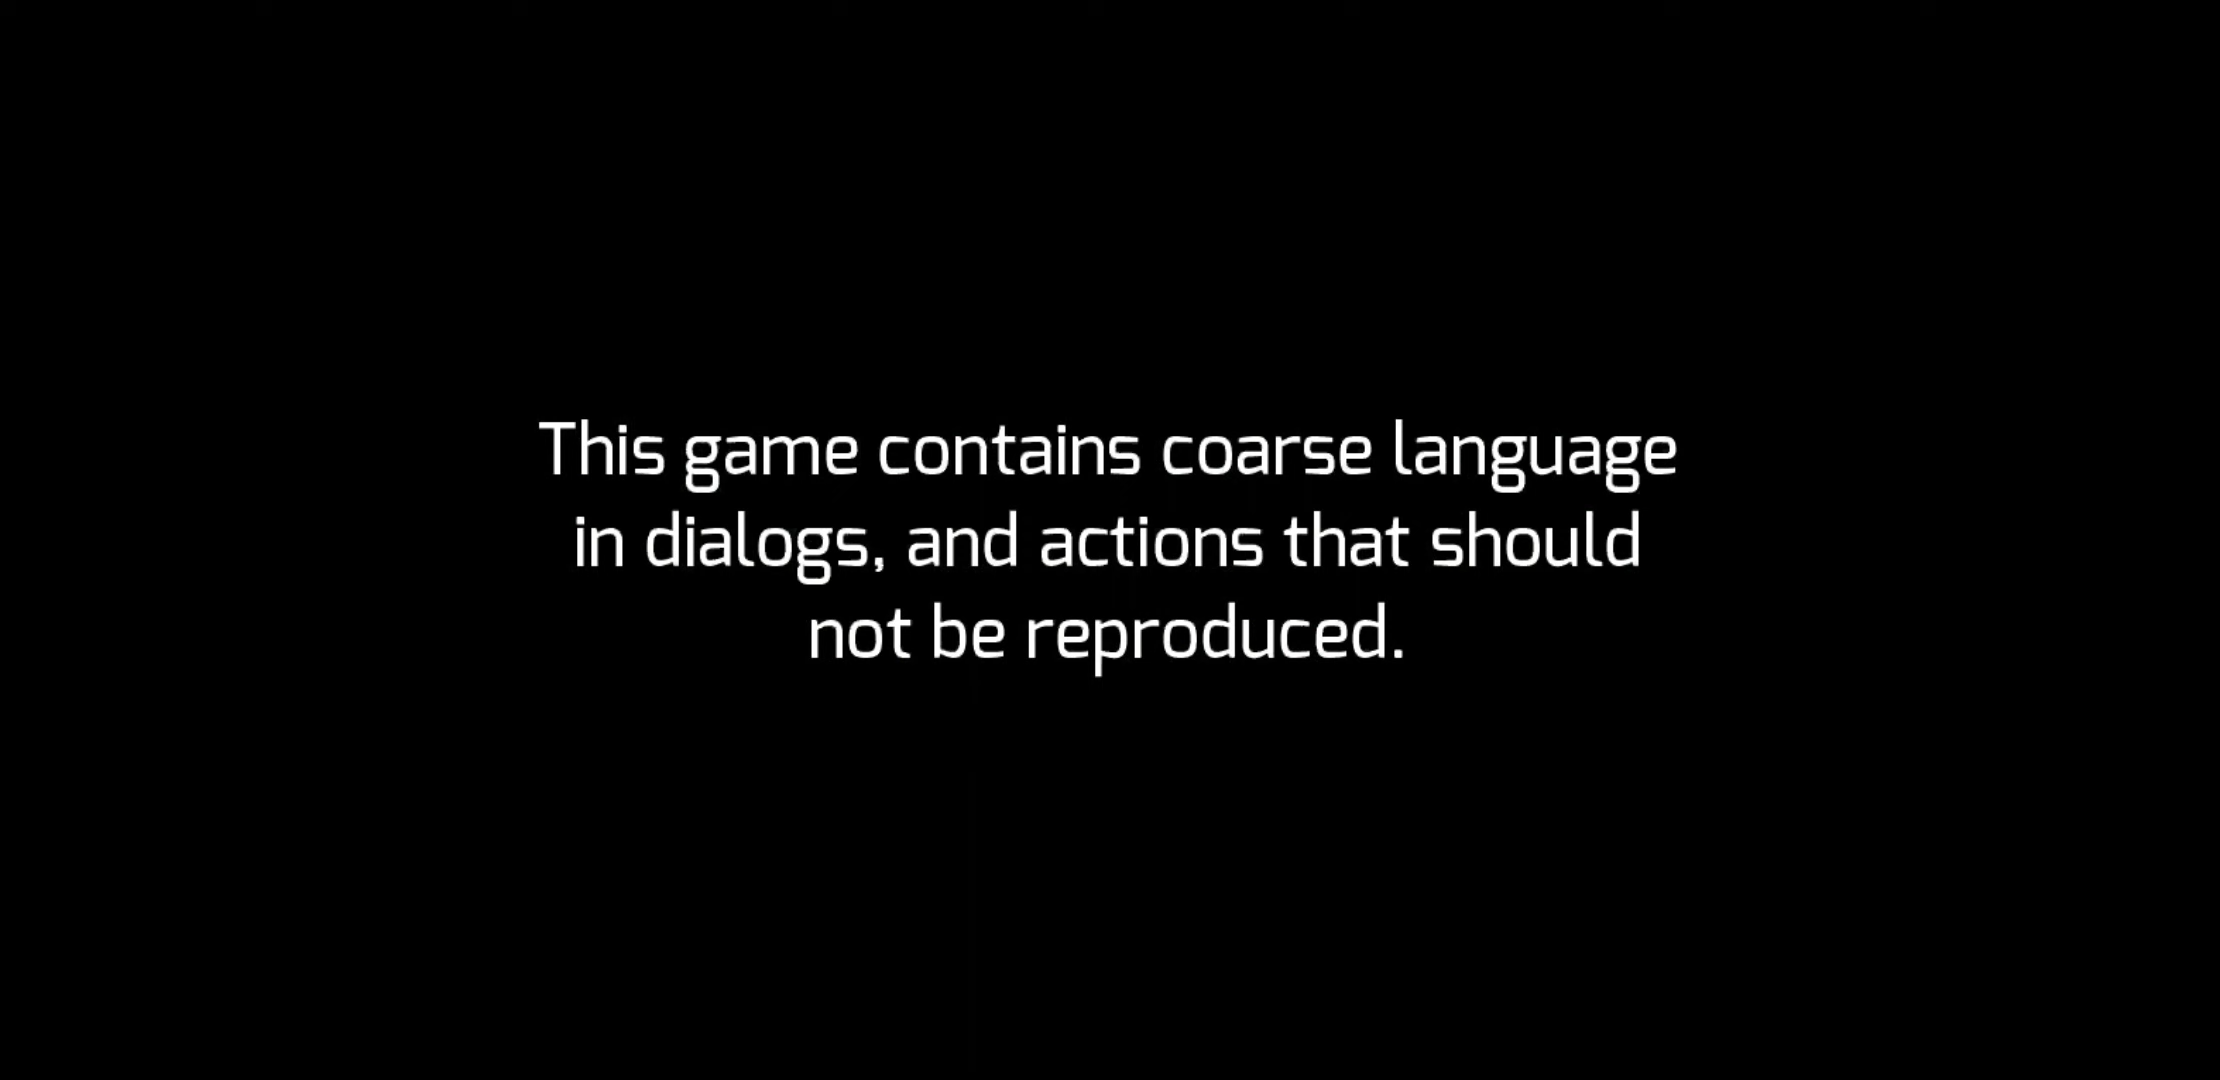 This game contains coarse language
in dialogs, and actions that should
not be reproduced.